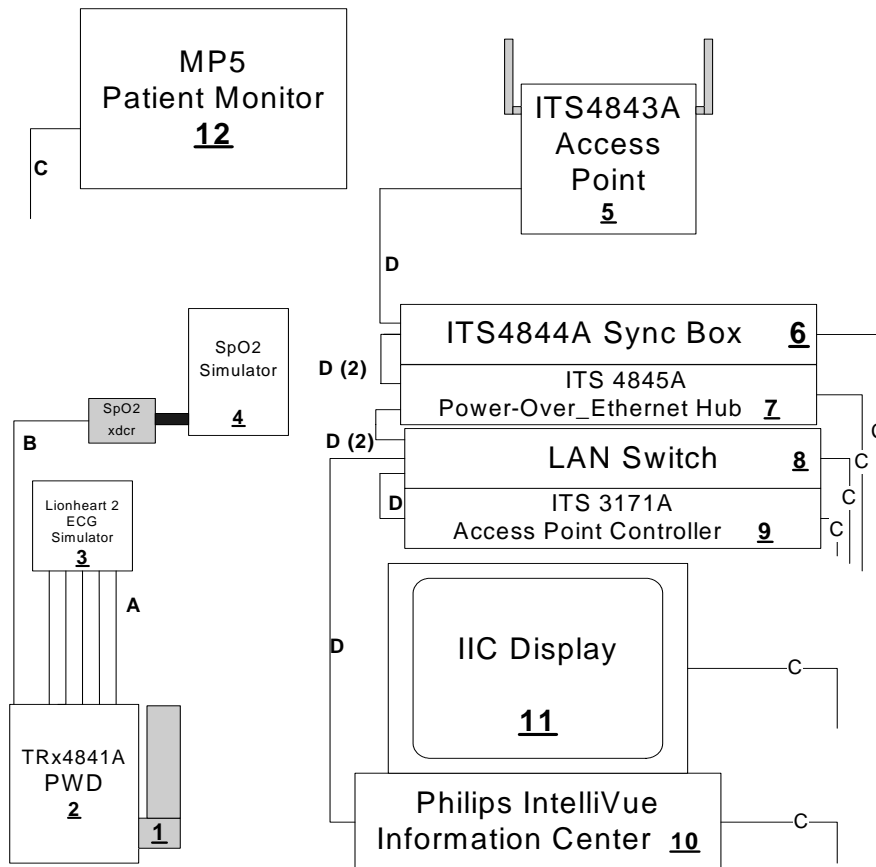 MP5
Patient Monitor
12
C
ITS4843A
Access
Point
5
D
SpO2
Simulator
4
SpO2
xdcr
B
Lionheart 2
ECG
Simulator
3
A
TRx4841A
PWD
2
1
ITS4844A Sync Box 6
D (2)
ITS 4845A
Power-Over_Ethernet Hub 7
D (2)
LAN Switch 8
D
ITS 3171A
Access Point Controller 9
C
C
C
C
D
IIC Display
11
C
Philips IntelliVue
Information Center 10
C